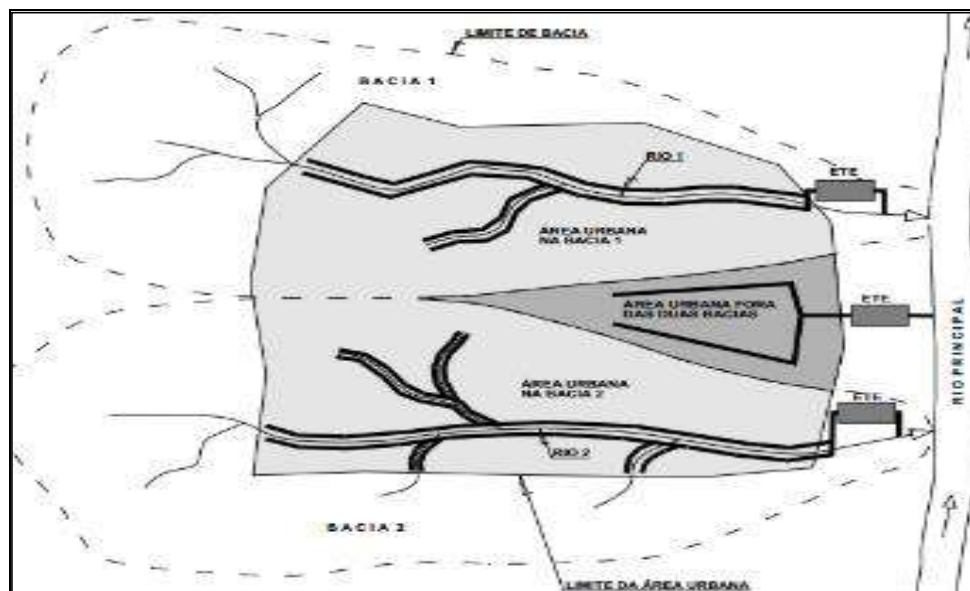 LIMITE DE BACIA
BACIA 1
RIO 1
ETE
ÁREA URBANA
NA BACIA 1
ÁREA URBANA FORA
DAS DUAS BACIAS
ETE
RIO PRINCIPAL
ÁREA URBANA
NA BACIA 2
ETE
RIO 2
BACIA 2
LIMITE DA ÁREA URBANA